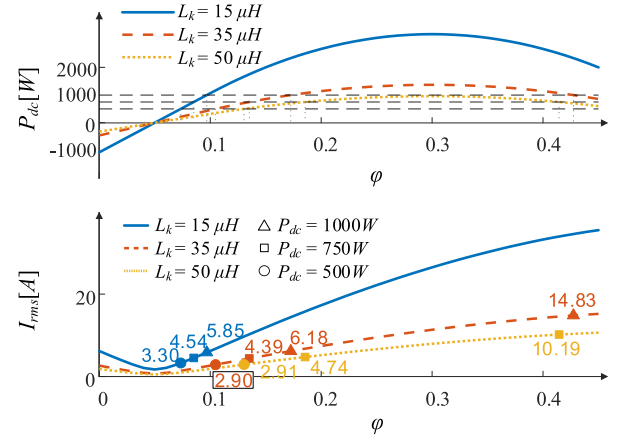 L_k = 15 μH
L_k = 35 μH
L_k = 50 μH
P_dc[W]
2000
1000
0
-1000
0.1 0.2 0.3 0.4
φ
L_k = 15 μH P_dc = 1000W
L_k = 35 μH P_dc = 750W
L_k = 50 μH P_dc = 500W
I_rms[A]
20
0
3.30 4.54 5.85
2.90 4.39 6.18 14.83
2.91 4.74 10.19
0 0.1 0.2 0.3 0.4
φ